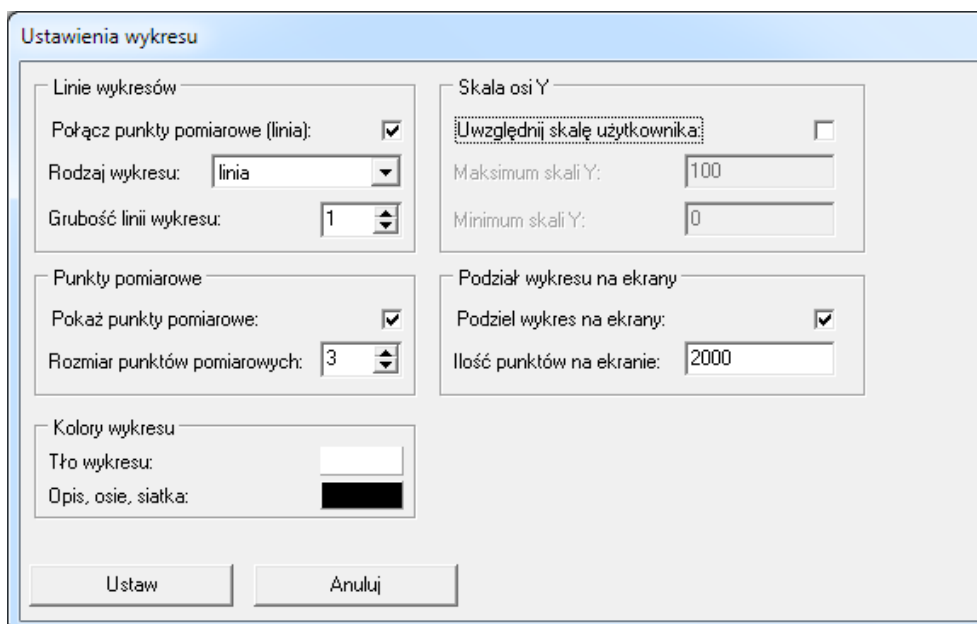 Ustawienia wykresu
Linie wykresów
Połącz punkty pomiarowe (linia):
Rodzaj wykresu: linia
Grubość linii wykresu: 1
Skala osi Y
Uwzględnij skalę użytkownika:
Maksimum skali Y: 100
Minimum skali Y: 0
Punkty pomiarowe
Pokaż punkty pomiarowe:
Rozmiar punktów pomiarowych: 3
Podział wykresu na ekrany
Podziel wykres na ekrany:
Ilość punktów na ekranie: 2000
Kolory wykresu
Tło wykresu:
Opis, osie, siatka:
Ustaw
Anuluj